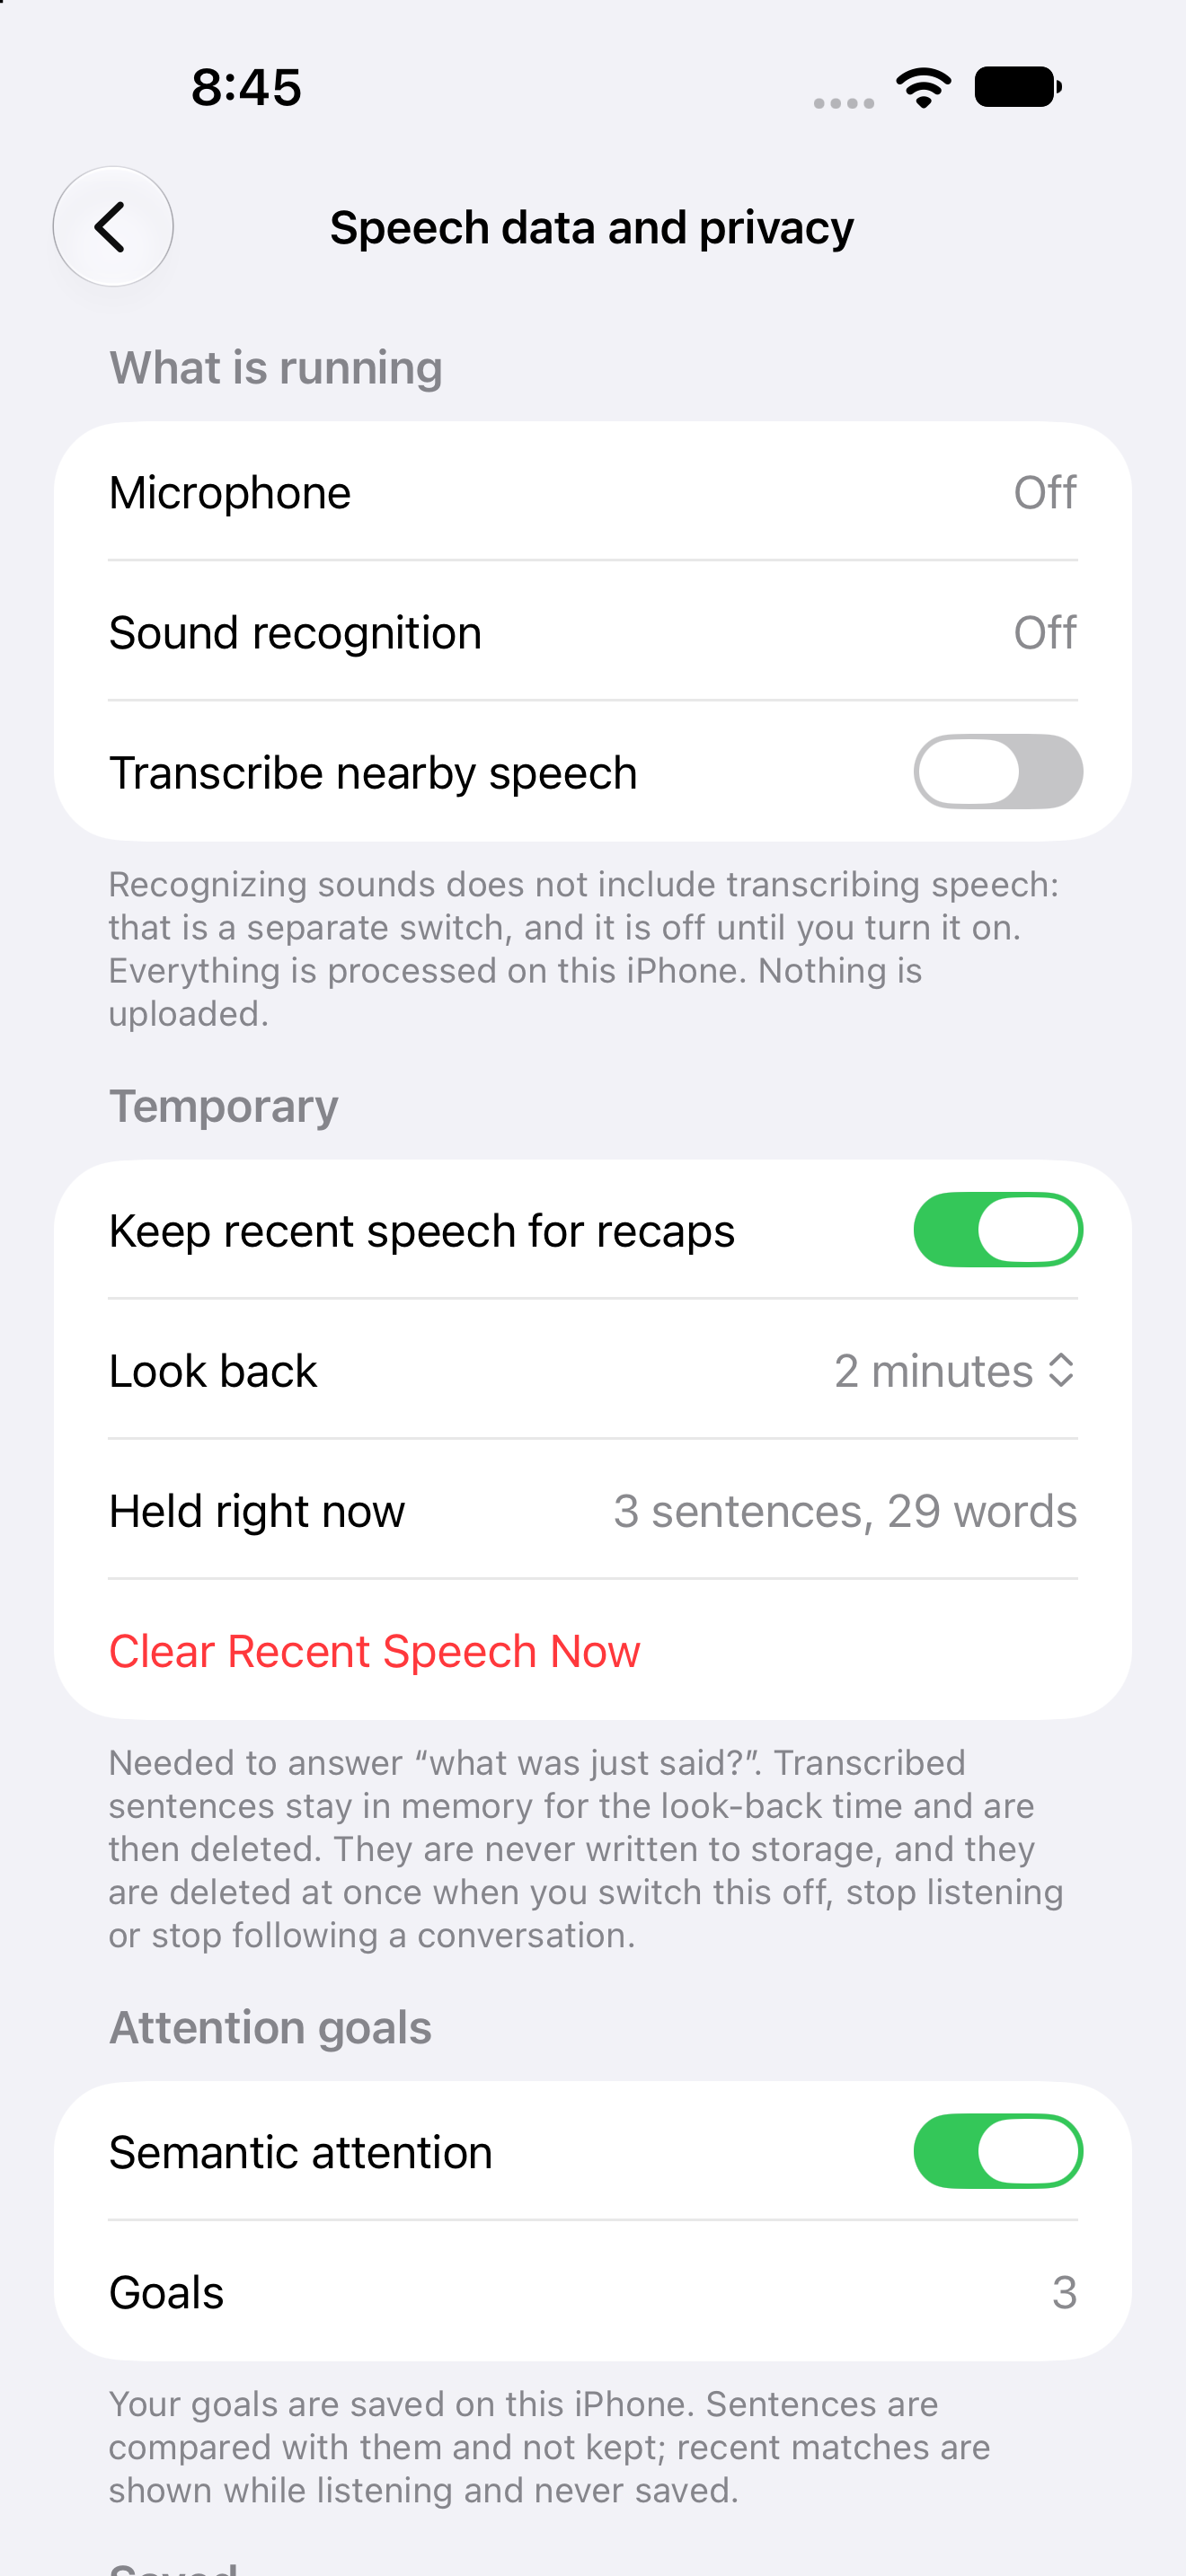 8:45
Speech data and privacy
What is running
Microphone Off
Sound recognition Off
Transcribe nearby speech
Recognizing sounds does not include transcribing speech:
that is a separate switch, and it is off until you turn it on.
Everything is processed on this iPhone. Nothing is
uploaded.
Temporary
Keep recent speech for recaps
Look back 2 minutes
Held right now 3 sentences, 29 words
Clear Recent Speech Now
Needed to answer “what was just said?”. Transcribed
sentences stay in memory for the look-back time and are
then deleted. They are never written to storage, and they
are deleted at once when you switch this off, stop listening
or stop following a conversation.
Attention goals
Semantic attention
Goals 3
Your goals are saved on this iPhone. Sentences are
compared with them and not kept; recent matches are
shown while listening and never saved.
Saved